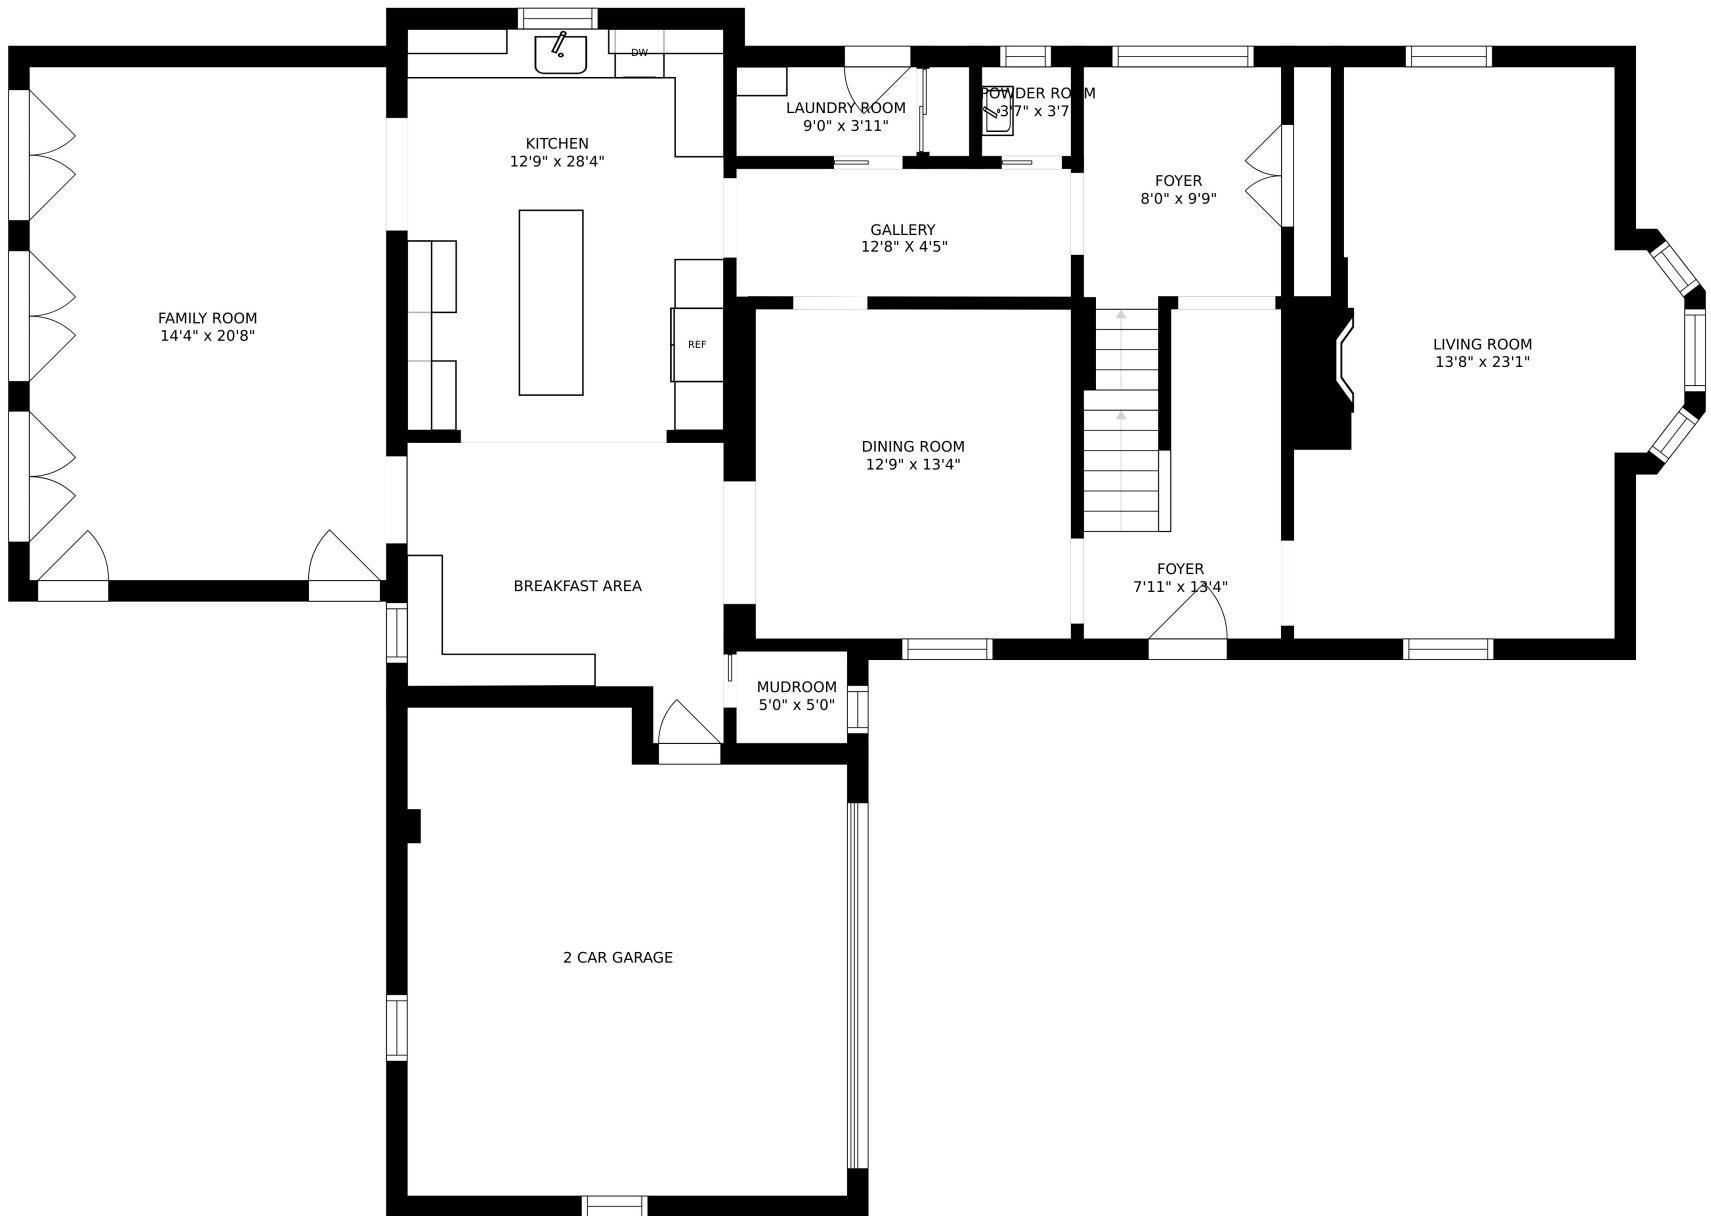 DW
KITCHEN
12'9" x 28'4"
LAUNDRY ROOM
9'0" x 3'11"
POWDER ROOM
3'7" x 3'7
FOYER
8'0" x 9'9"
GALLERY
12'8" X 4'5"
FAMILY ROOM
14'4" x 20'8"
REF
LIVING ROOM
13'8" x 23'1"
DINING ROOM
12'9" x 13'4"
FOYER
7'11" x 13'4"
BREAKFAST AREA
MUDROOM
5'0" x 5'0"
2 CAR GARAGE